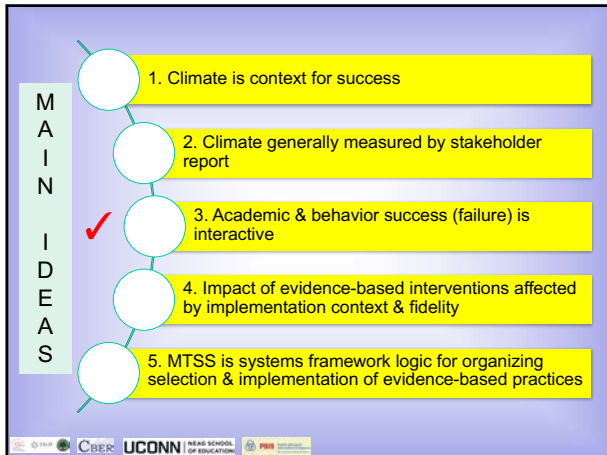 MAIN IDEAS
1. Climate is context for success
2. Climate generally measured by stakeholder
report
✓
3. Academic & behavior success (failure) is
interactive
4. Impact of evidence-based interventions affected
by implementation context & fidelity
5. MTSS is systems framework logic for organizing
selection & implementation of evidence-based practices
CBER UCONN NEAG SCHOOL
OF EDUCATION
PBIS